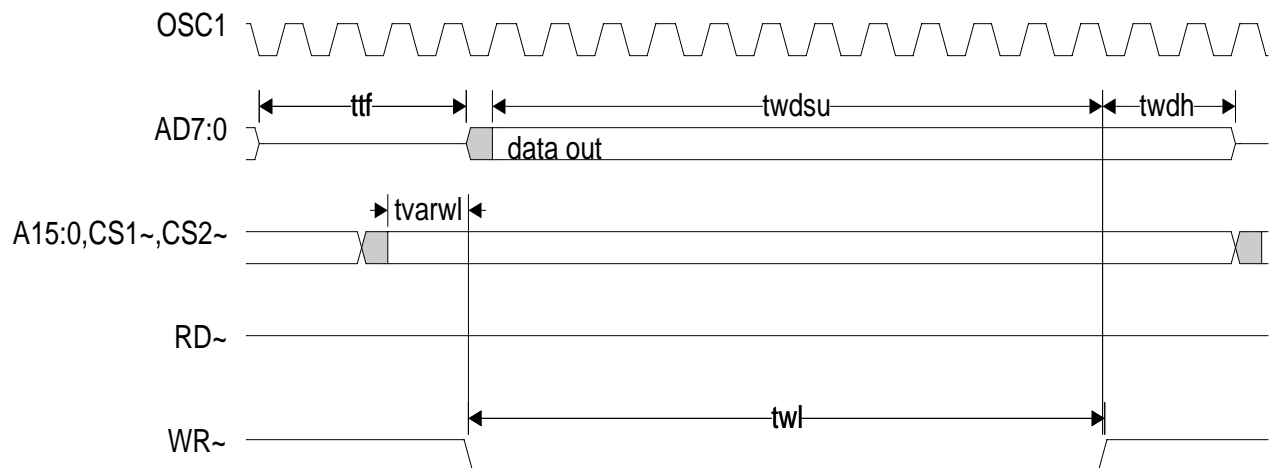 OSC1
ttf
twdsu
twdh
AD7:0
data out
tvarwl
A15:0,CS1~,CS2~
RD~
twl
WR~